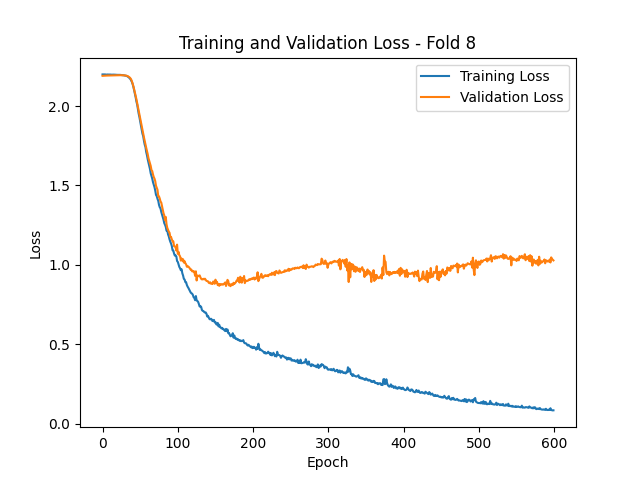 Training and Validation Loss - Fold 8
Training Loss
Validation Loss
2.0
1.5
1.0
0.5
0.0
Loss
0 100 200 300 400 500 600
Epoch